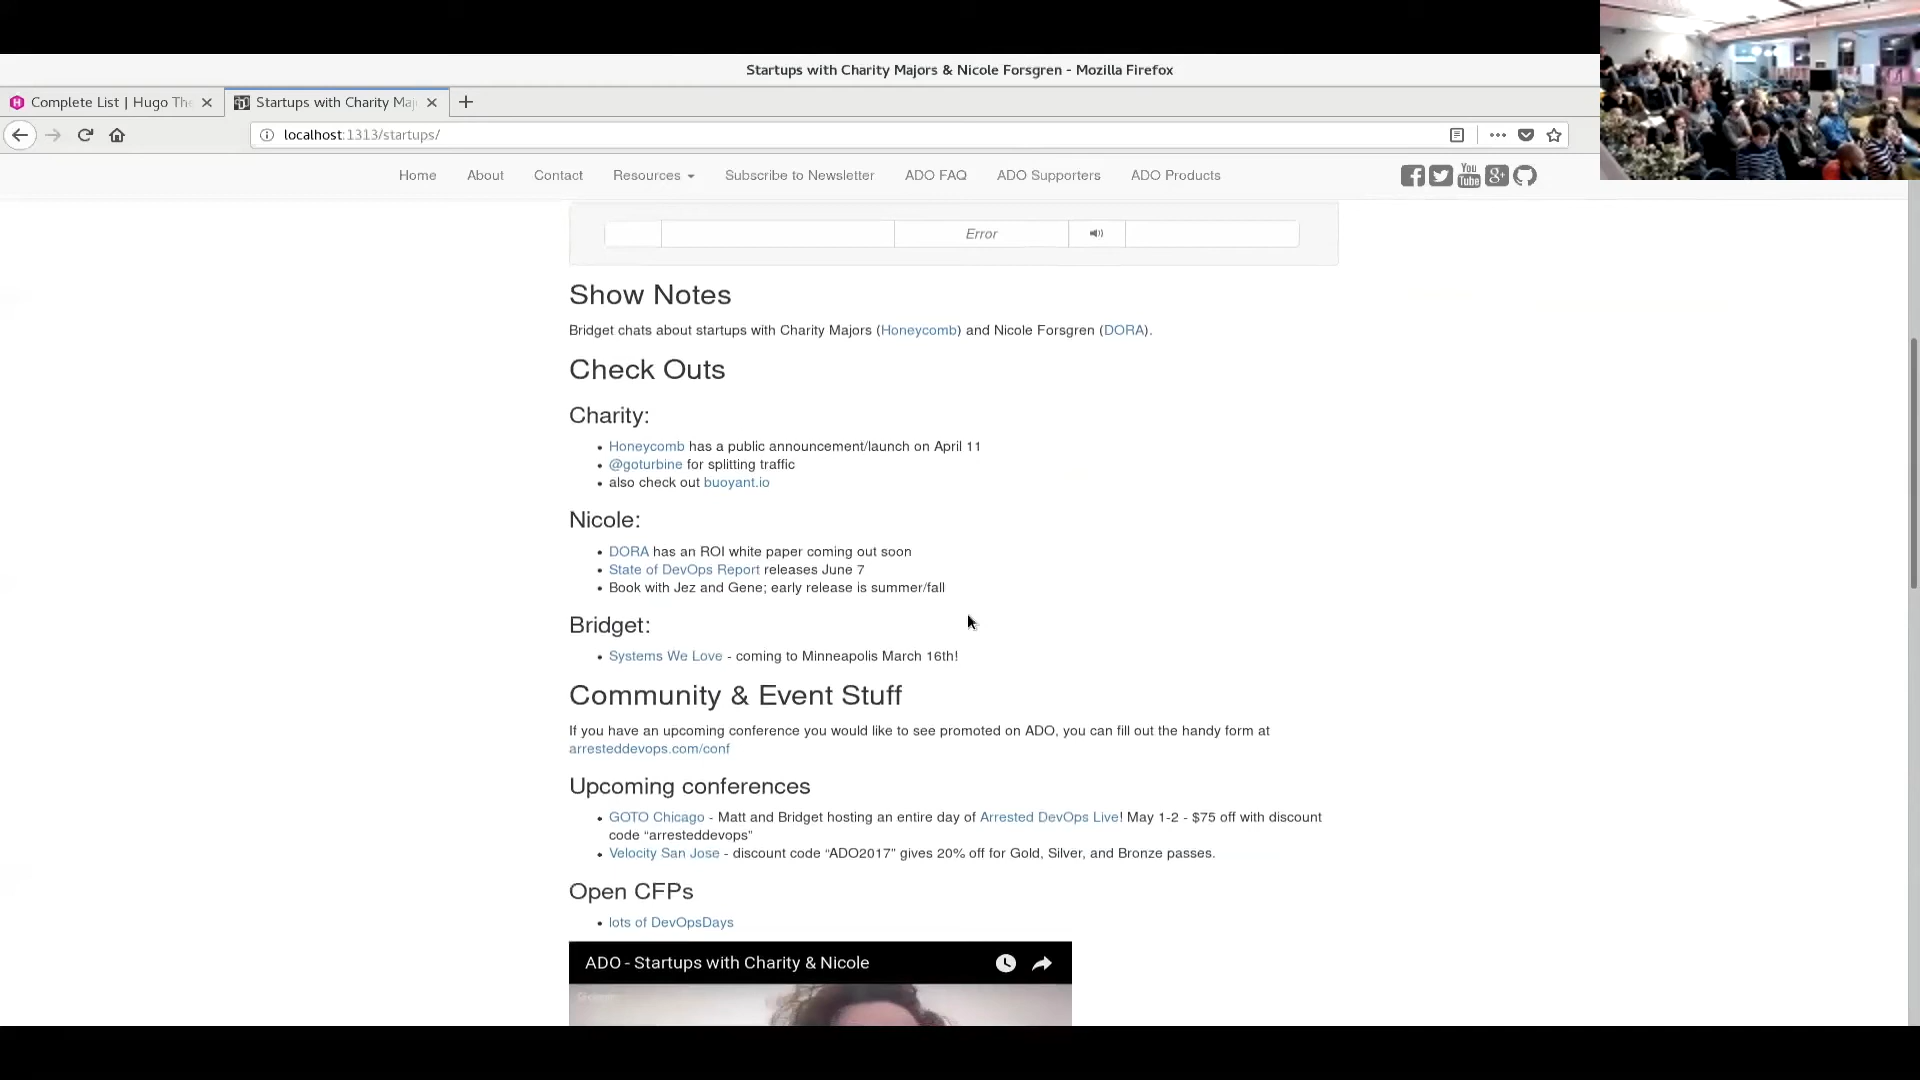 Startups with Charity Majors & Nicole Forsgren - Mozilla Firefox
Complete List | Hugo The
Startups with Charity Maj
localhost:1313/startups/
Home About Contact Resources Subscribe to Newsletter ADO FAQ ADO Supporters ADO Products
You Tube
Error
Show Notes
Bridget chats about startups with Charity Majors (Honeycomb) and Nicole Forsgren (DORA).
Check Outs
Charity:
• Honeycomb has a public announcement/launch on April 11
• @goturbine for splitting traffic
• also check out buoyant.io
Nicole:
• DORA has an ROI white paper coming out soon
• State of DevOps Report releases June 7
• Book with Jez and Gene; early release is summer/fall
Bridget:
• Systems We Love - coming to Minneapolis March 16th!
Community & Event Stuff
If you have an upcoming conference you would like to see promoted on ADO, you can fill out the handy form at
arresteddevops.com/conf
Upcoming conferences
• GOTO Chicago - Matt and Bridget hosting an entire day of Arrested DevOps Live! May 1-2 - $75 off with discount
code “arresteddevops”
• Velocity San Jose - discount code “ADO2017” gives 20% off for Gold, Silver, and Bronze passes.
Open CFPs
• lots of DevOpsDays
ADO - Startups with Charity & Nicole